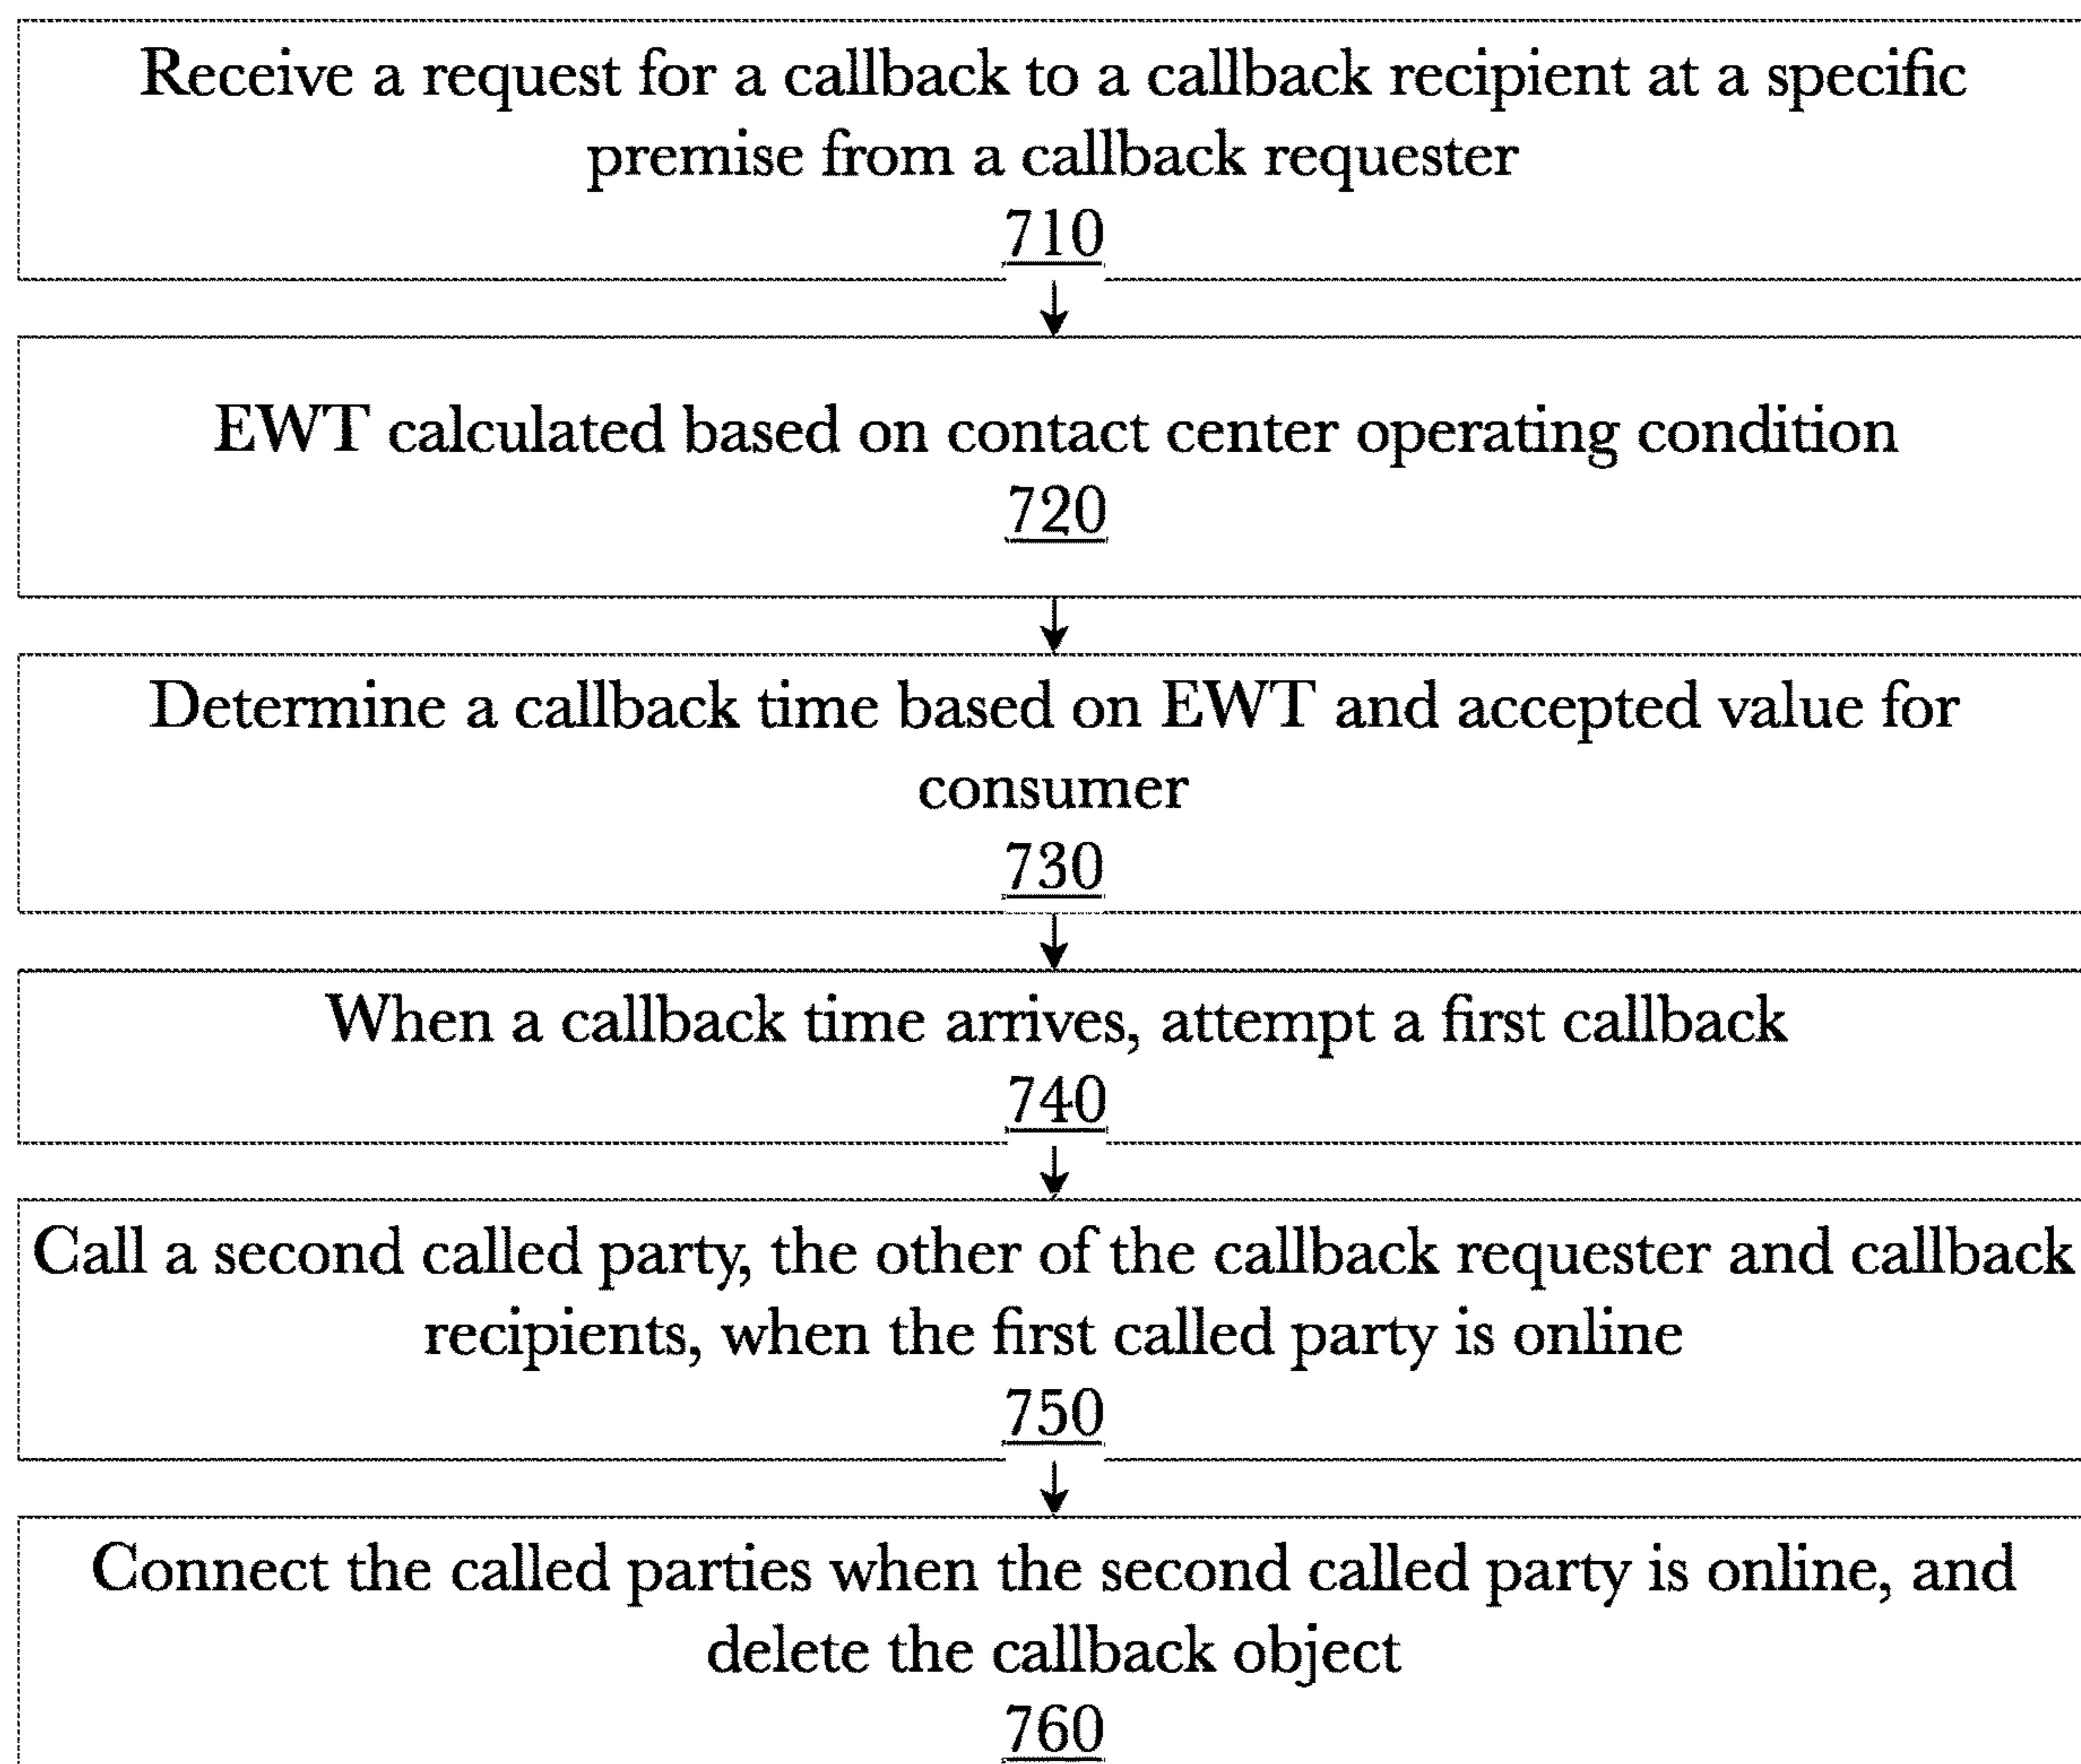 Receive a request for a callback to a callback recipient at a specific
premise from a callback requester
710
EWT calculated based on contact center operating condition
720
Determine a callback time based on EWT and accepted value for
consumer
730
When a callback time arrives, attempt a first callback
740
Call a second called party, the other of the callback requester and callback
recipients, when the first called party is online
750
Connect the called parties when the second called party is online, and
delete the callback object
760